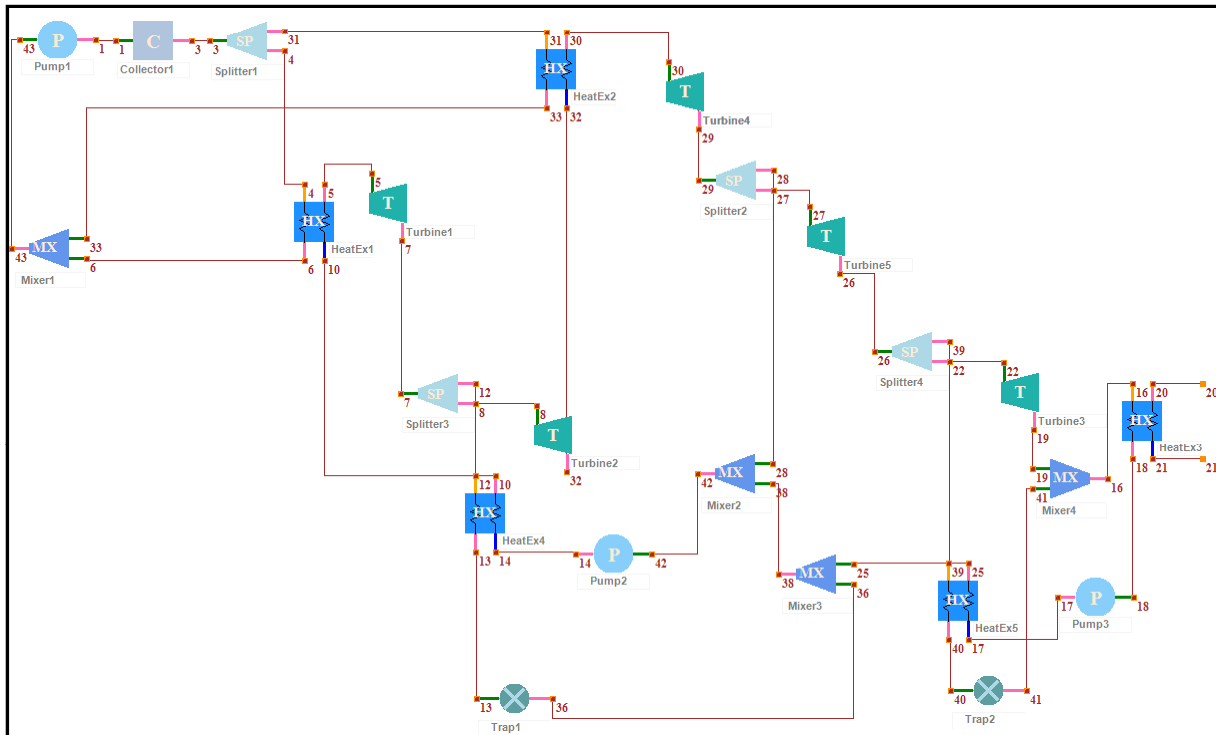 43 P 1 1 C 3 3 SP 31 4
Pump1 Collector1 Splitter1
31 30
HX
HeatEx2
33 32
30
T
Turbine4
29
29 SP 28 27
Splitter2
4 5
HX
HeatEx1
6 10
5
T
Turbine1
7
43 MX 33 6
Mixer1
27
T
Turbine5
26
26 SP 39 22
Splitter4
22
T
Turbine3
19
7 SP 12 8
Splitter3
8
T
Turbine2
32
16 20 20
HX
HeatEx3
18 21 21
42 MX 28 38
Mixer2
19 41 MX 16
Mixer4
12 10
HX
HeatEx4
13 14
14 P 42
Pump2
38 MX 25 36
Mixer3
39 25
HX
HeatEx5
40 17
17 P 18
Pump3
13 36
Trap1
40 41
Trap2